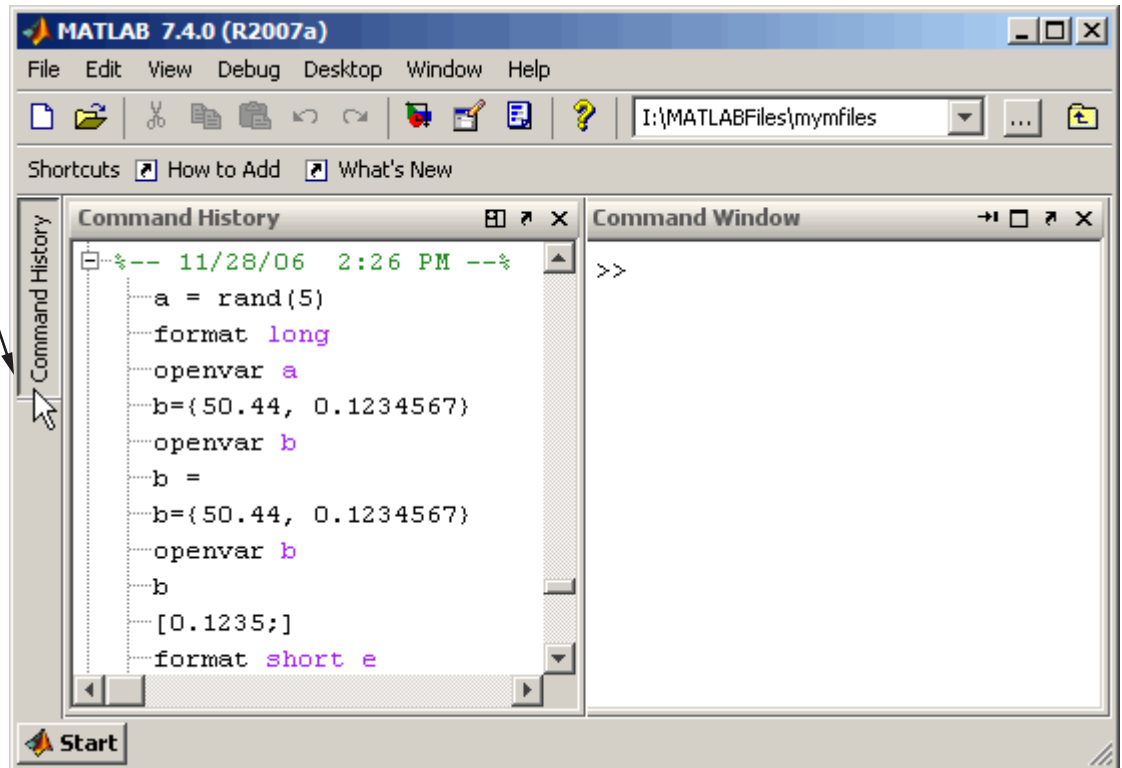 MATLAB 7.4.0 (R2007a)
File Edit View Debug Desktop Window Help
I:\MATLABFiles\mymfiles ...
Shortcuts How to Add What's New
Command History
Command History
%-- 11/28/06 2:26 PM --%
a = rand(5)
format long
openvar a
b={50.44, 0.1234567}
openvar b
b =
b={50.44, 0.1234567}
openvar b
b
[0.1235;]
format short e
Command Window
>>
Start